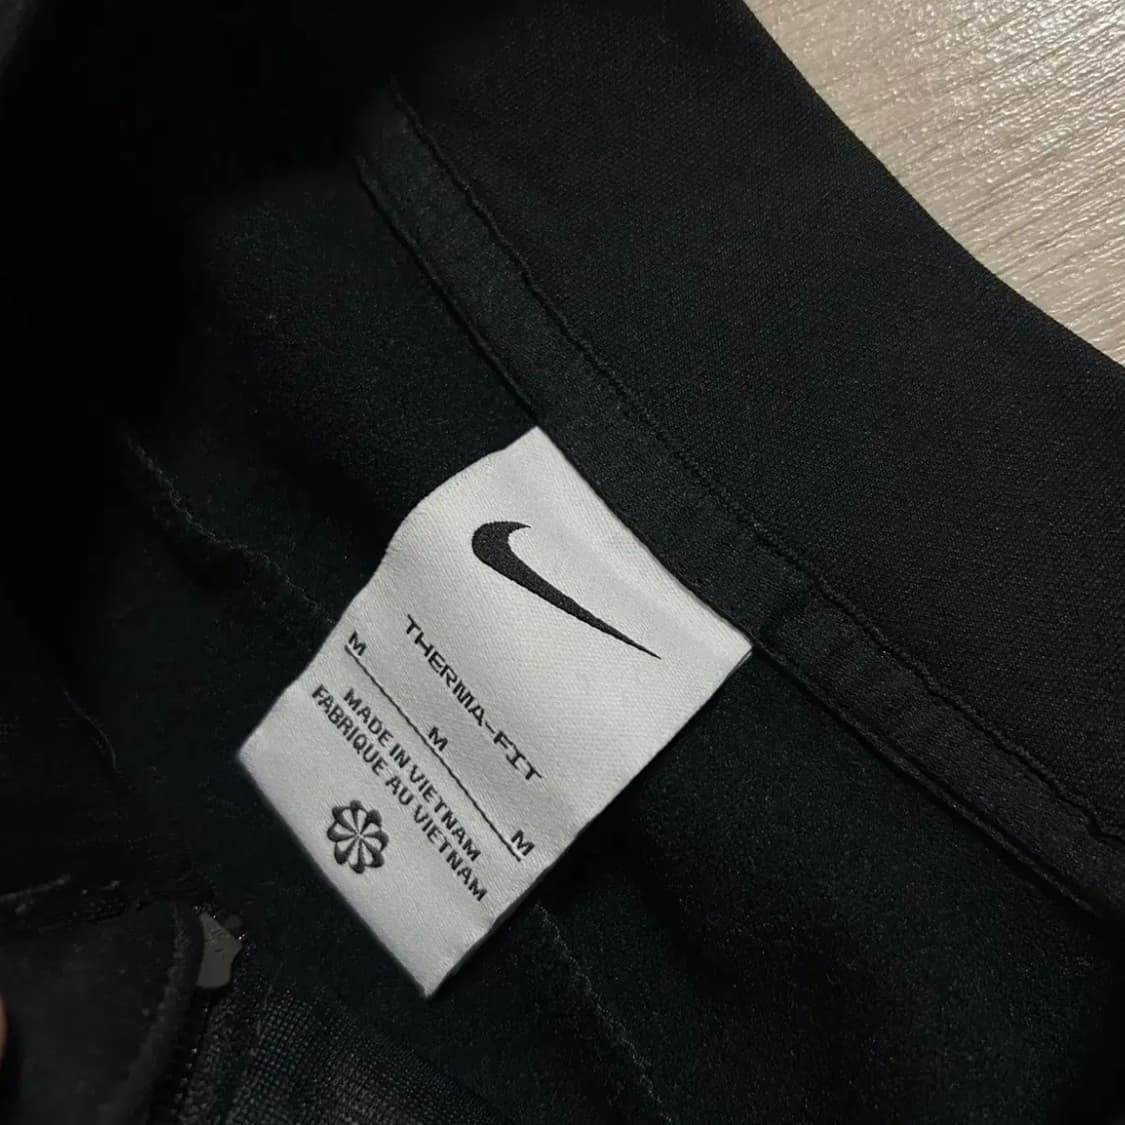 THERMA-FIT
M M M
MADE IN VIETNAM
FABRIQUE AU VIETNAM